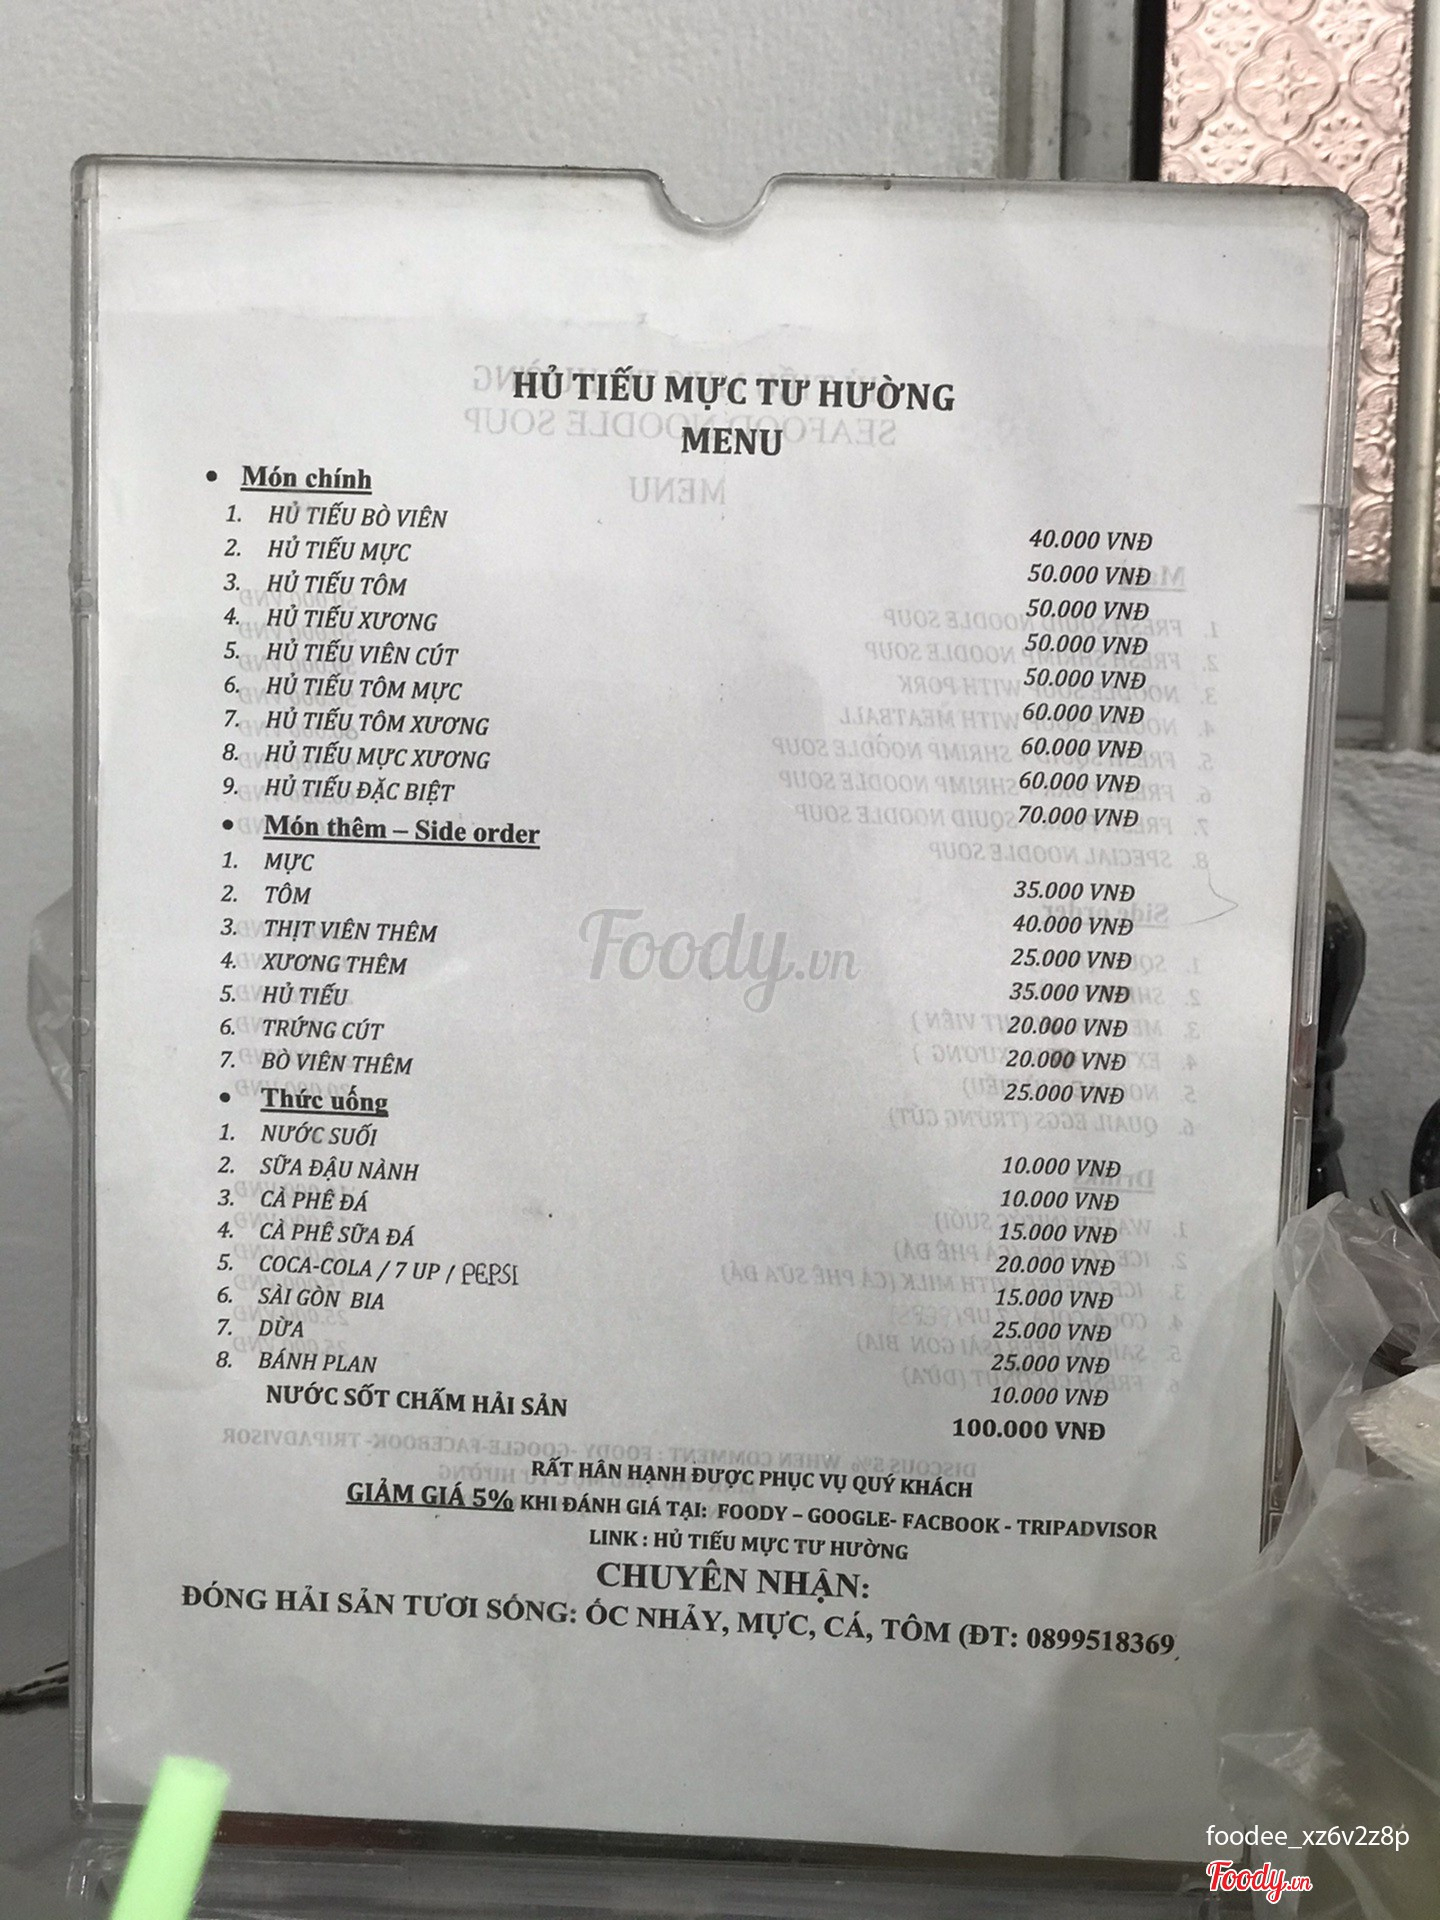 HỦ TIẾU MỰC TƯ HƯỜNG
MENU
• Món chính
1. HỦ TIẾU BÒ VIÊN 40.000 VNĐ
2. HỦ TIẾU MỰC 50.000 VNĐ
3. HỦ TIẾU TÔM 50.000 VNĐ
4. HỦ TIẾU XƯƠNG 50.000 VNĐ
5. HỦ TIẾU VIÊN CÚT 50.000 VNĐ
6. HỦ TIẾU TÔM MỰC 60.000 VNĐ
7. HỦ TIẾU TÔM XƯƠNG 60.000 VNĐ
8. HỦ TIẾU MỰC XƯƠNG 60.000 VNĐ
9. HỦ TIẾU ĐẶC BIỆT 70.000 VNĐ
• Món thêm – Side order
1. MỰC 35.000 VNĐ
2. TÔM 40.000 VNĐ
3. THỊT VIÊN THÊM 25.000 VNĐ
4. XƯƠNG THÊM 35.000 VNĐ
5. HỦ TIẾU 20.000 VNĐ
6. TRỨNG CÚT 20.000 VNĐ
7. BÒ VIÊN THÊM 25.000 VNĐ
• Thức uống
1. NƯỚC SUỐI 10.000 VNĐ
2. SỮA ĐẬU NÀNH 10.000 VNĐ
3. CÀ PHÊ ĐÁ 15.000 VNĐ
4. CÀ PHÊ SỮA ĐÁ 20.000 VNĐ
5. COCA-COLA / 7 UP / PEPSI 15.000 VNĐ
6. SÀI GÒN BIA 25.000 VNĐ
7. DỪA 25.000 VNĐ
8. BÁNH PLAN 10.000 VNĐ
NƯỚC SỐT CHẤM HẢI SẢN 100.000 VNĐ
RẤT HÂN HẠNH ĐƯỢC PHỤC VỤ QUÝ KHÁCH
GIẢM GIÁ 5% KHI ĐÁNH GIÁ TẠI: FOODY – GOOGLE- FACBOOK - TRIPADVISOR
LINK : HỦ TIẾU MỰC TƯ HƯỜNG
CHUYÊN NHẬN:
ĐÓNG HẢI SẢN TƯƠI SỐNG: ỐC NHẢY, MỰC, CÁ, TÔM (ĐT: 0899518369
Foody.vn
foodee_xz6v2z8p
Foody.vn